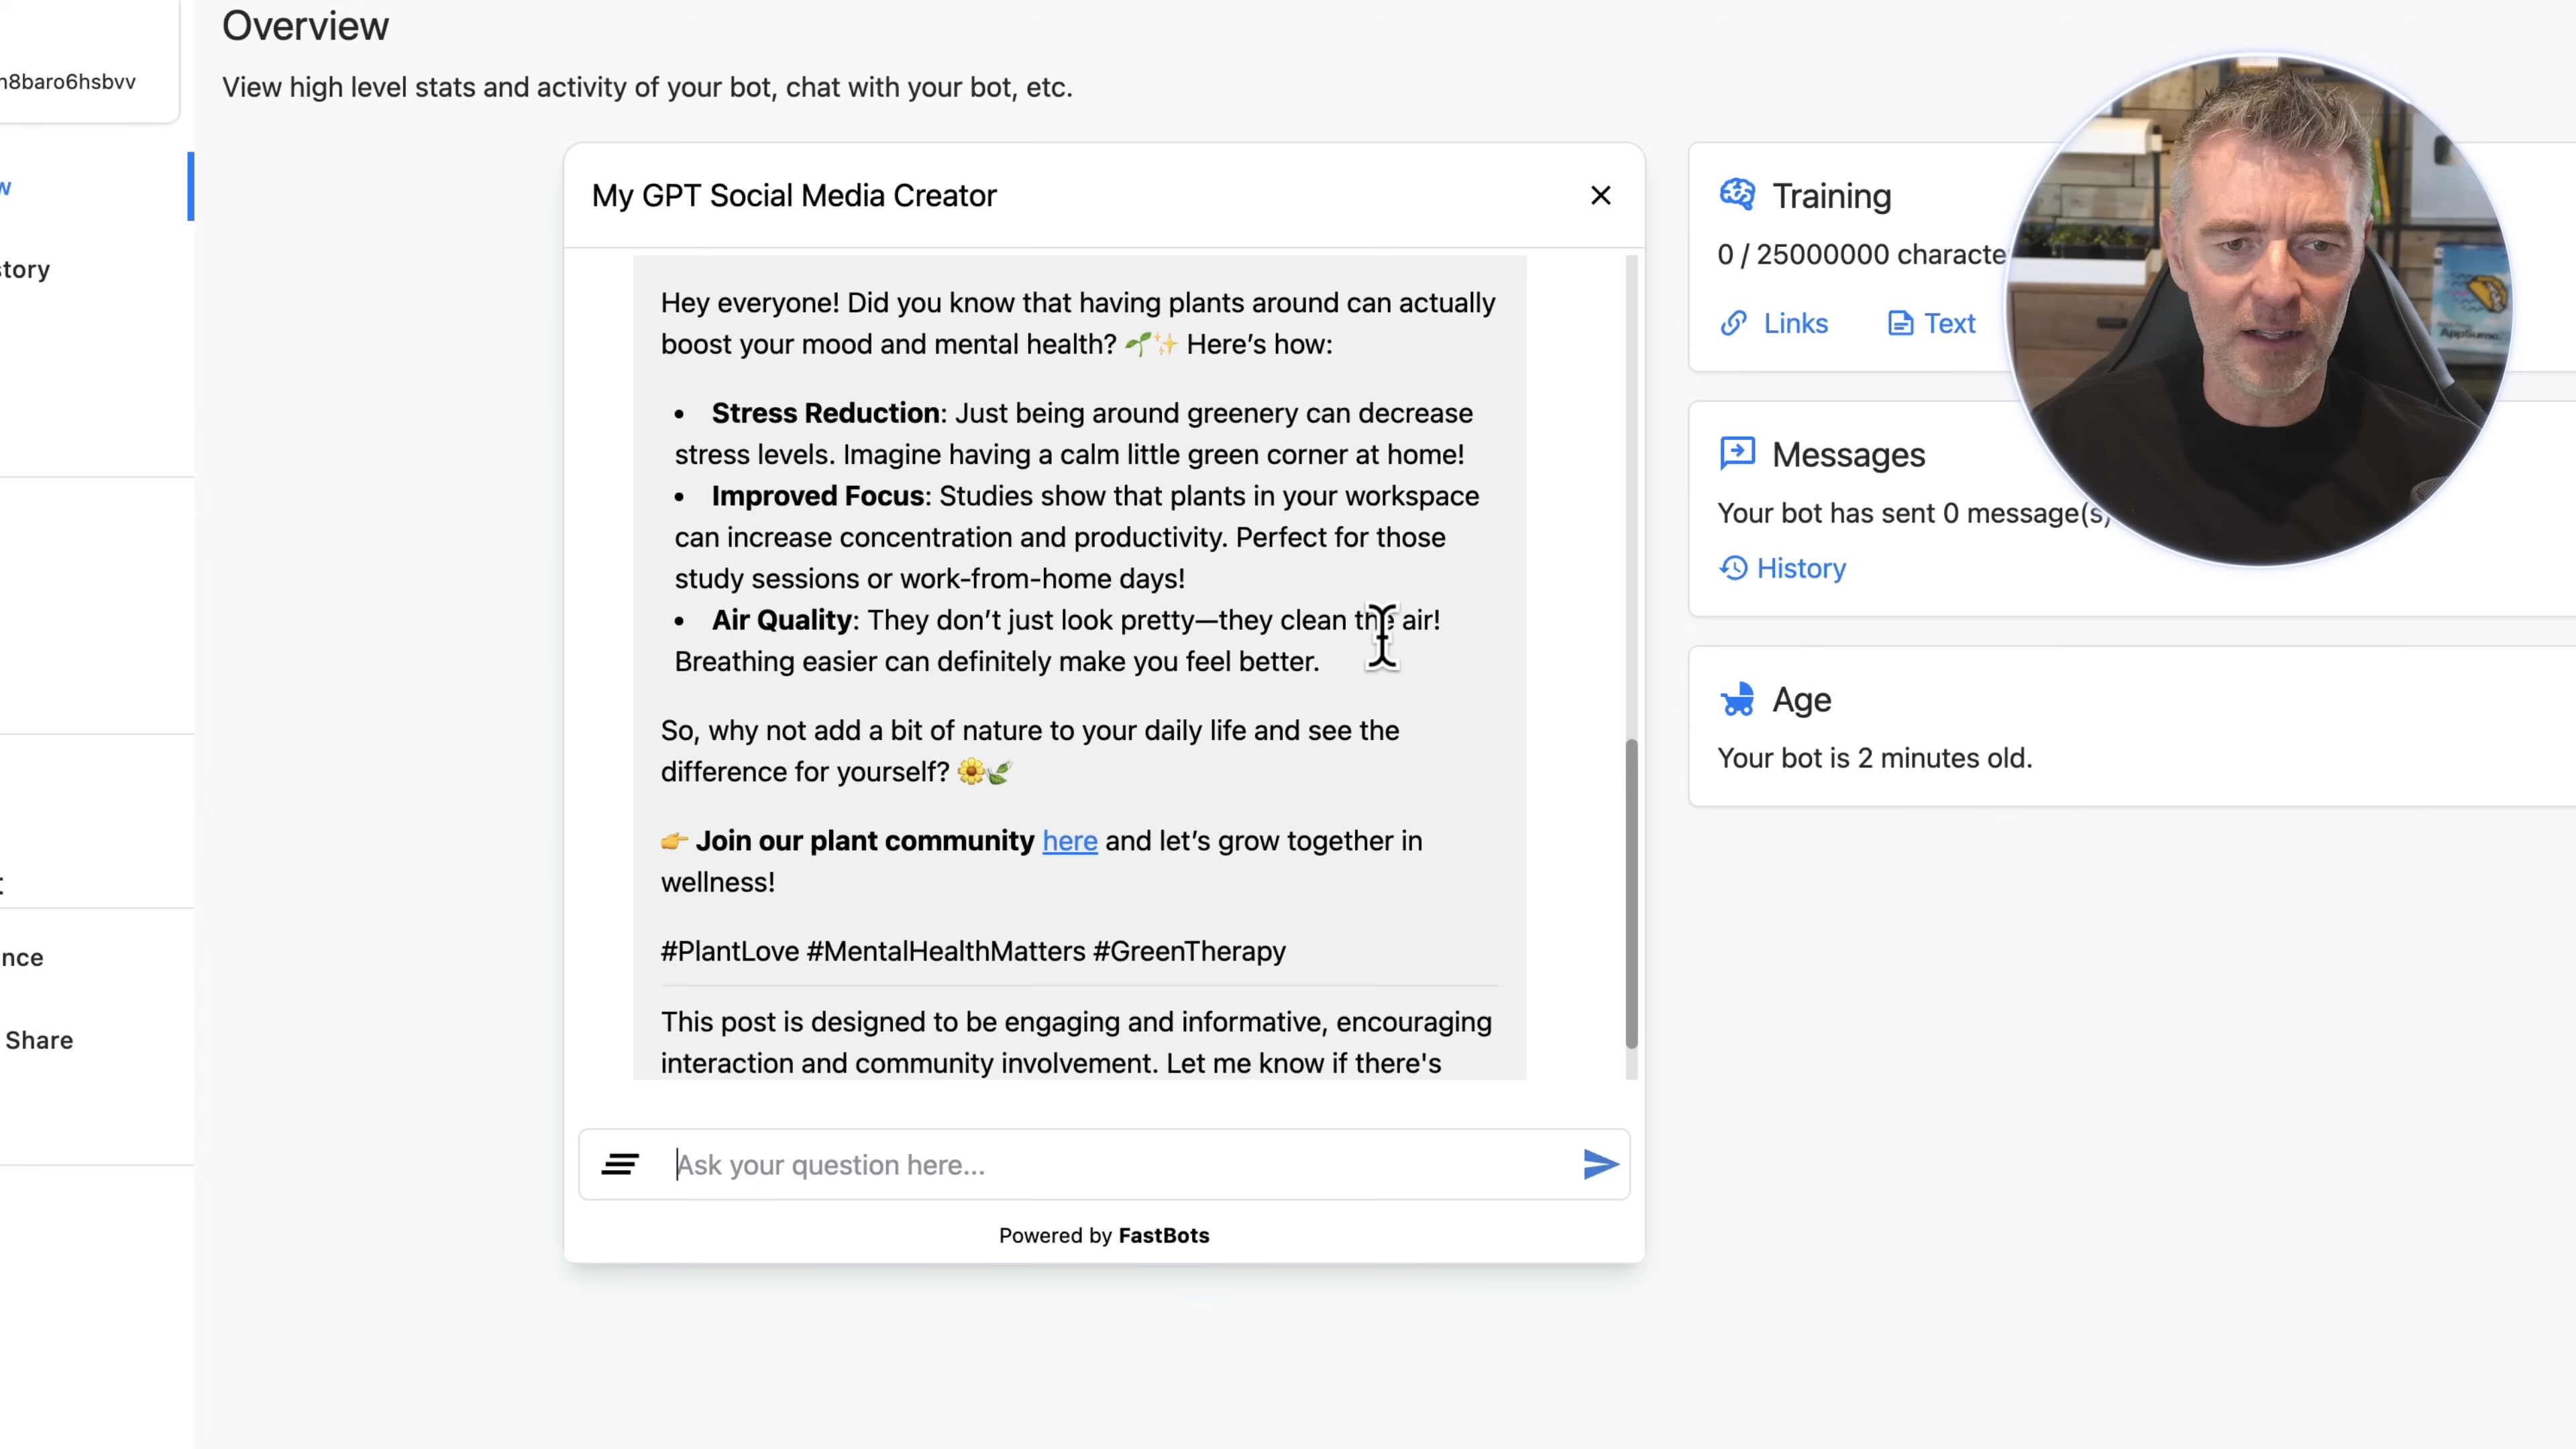 Overview
n8baro6hsbvv
View high level stats and activity of your bot, chat with your bot, etc.
w
story
nce
Share
My GPT Social Media Creator
Hey everyone! Did you know that having plants around can actually
boost your mood and mental health? 🌱✨ Here’s how:
• Stress Reduction: Just being around greenery can decrease
stress levels. Imagine having a calm little green corner at home!
• Improved Focus: Studies show that plants in your workspace
can increase concentration and productivity. Perfect for those
study sessions or work-from-home days!
• Air Quality: They don’t just look pretty—they clean the air!
Breathing easier can definitely make you feel better.
So, why not add a bit of nature to your daily life and see the
difference for yourself? 🌼🍃
👉 Join our plant community here and let’s grow together in
wellness!
#PlantLove #MentalHealthMatters #GreenTherapy
This post is designed to be engaging and informative, encouraging
interaction and community involvement. Let me know if there's
Ask your question here...
Powered by FastBots
Training
0 / 25000000 characte
Links Text
Messages
Your bot has sent 0 message(s)
History
Age
Your bot is 2 minutes old.
AppSumo